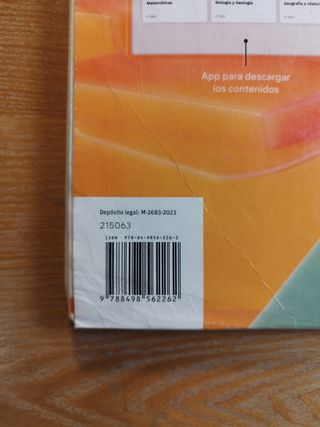 Matemáticas
Biología y Geología
Geografía e Historia
App para descargar
los contenidos
Depósito legal: M-2683-2023
215063
ISBN 978-84-9856-226-2
9 788498 562262